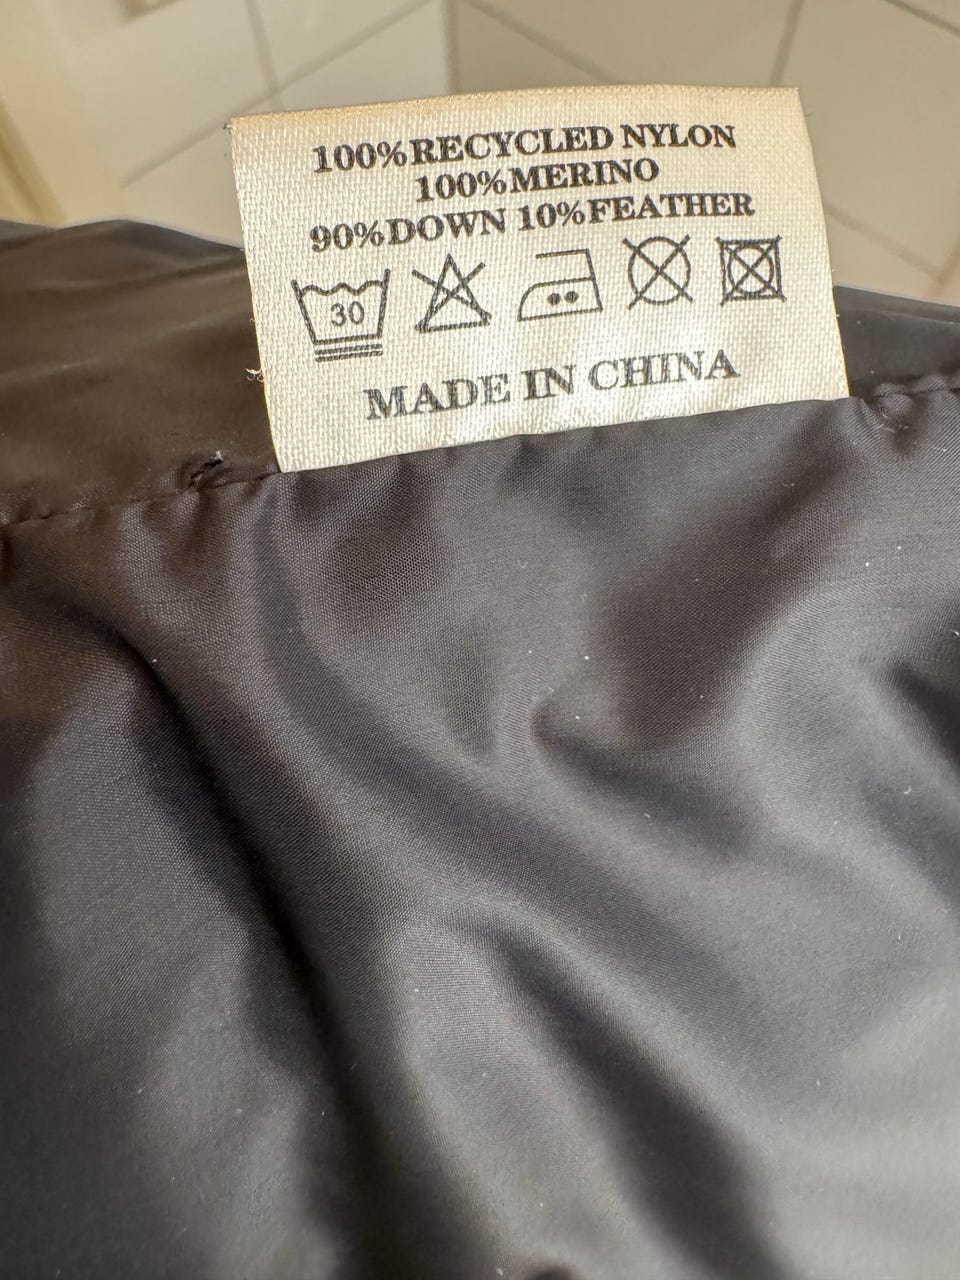 100%RECYCLED NYLON
100%MERINO
90%DOWN 10%FEATHER
30
MADE IN CHINA